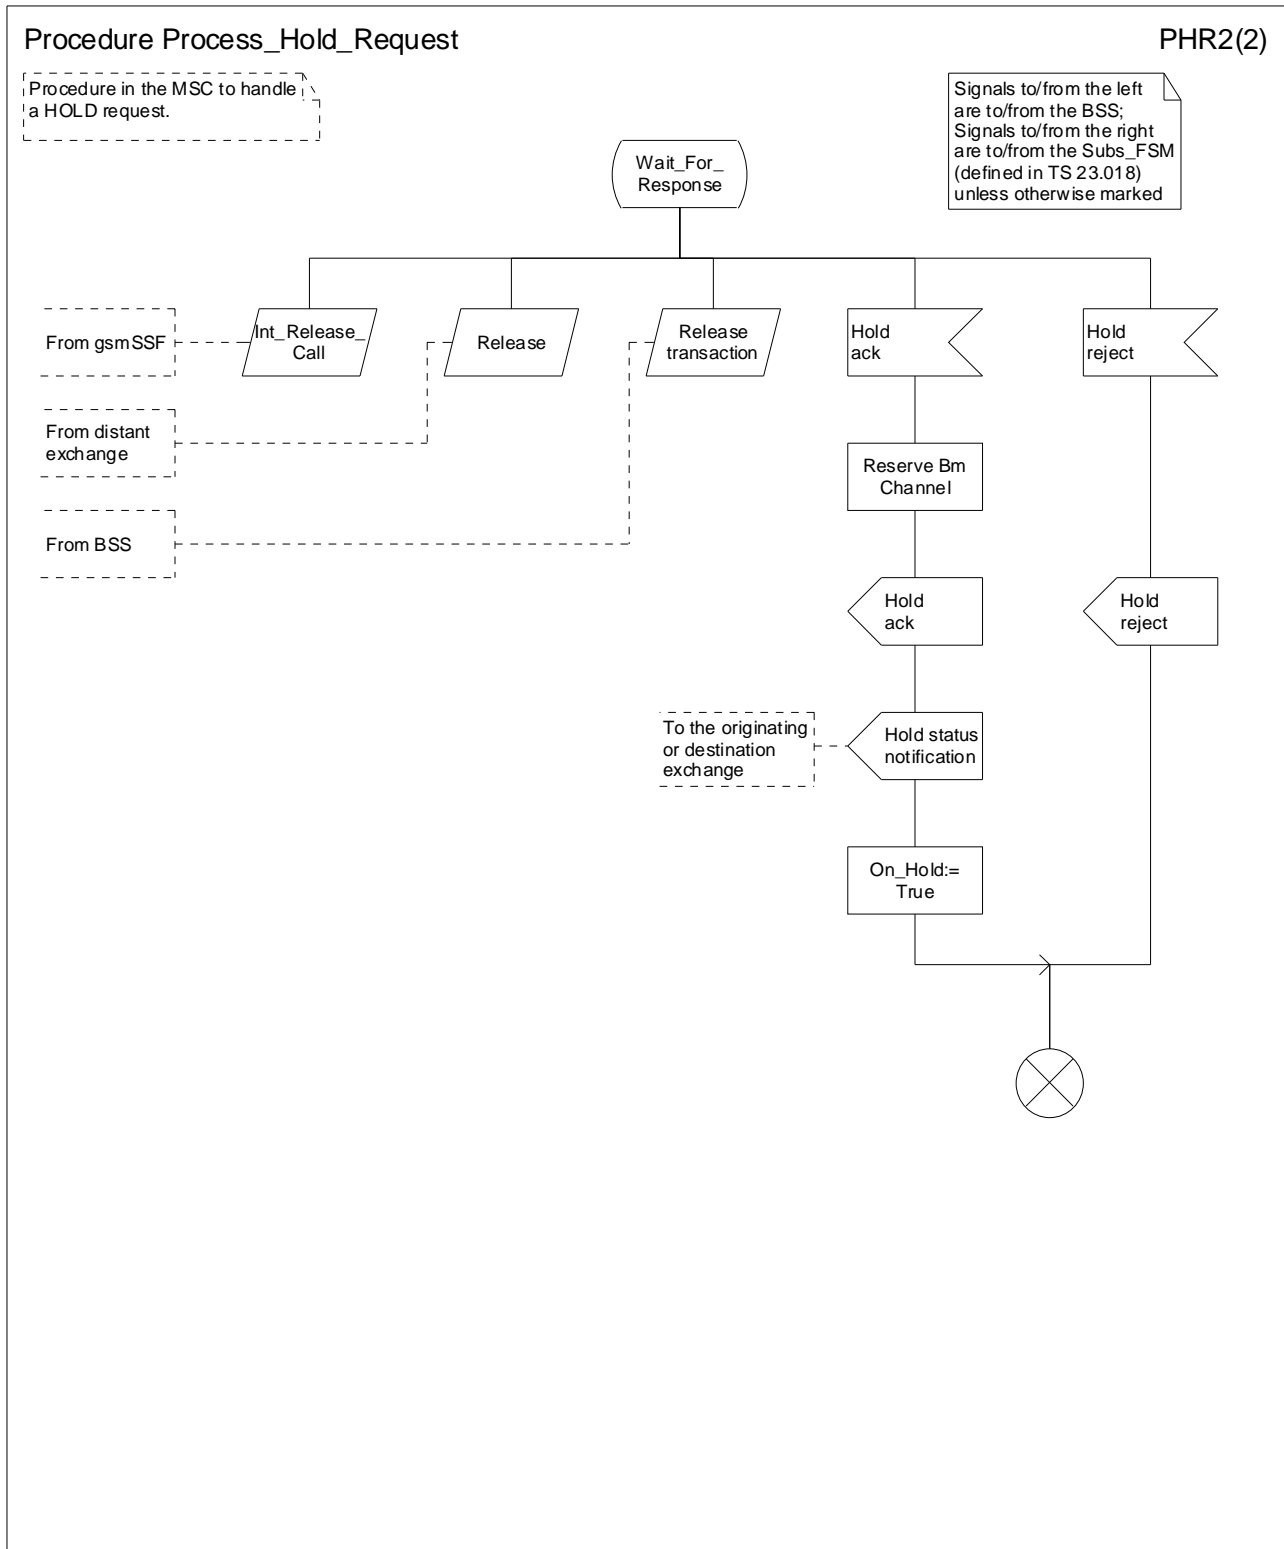 Procedure Process_Hold_Request
PHR2(2)
Procedure in the MSC to handle
a HOLD request.
Signals to/from the left
are to/from the BSS;
Signals to/from the right
are to/from the Subs_FSM
(defined in TS 23.018)
unless otherwise marked
Wait_For_
Response
From gsmSSF
Int_Release_
Call
Release
Release
transaction
Hold
ack
Hold
reject
From distant
exchange
Reserve Bm
Channel
From BSS
Hold
ack
Hold
reject
To the originating
or destination
exchange
Hold status
notification
On_Hold:=
True